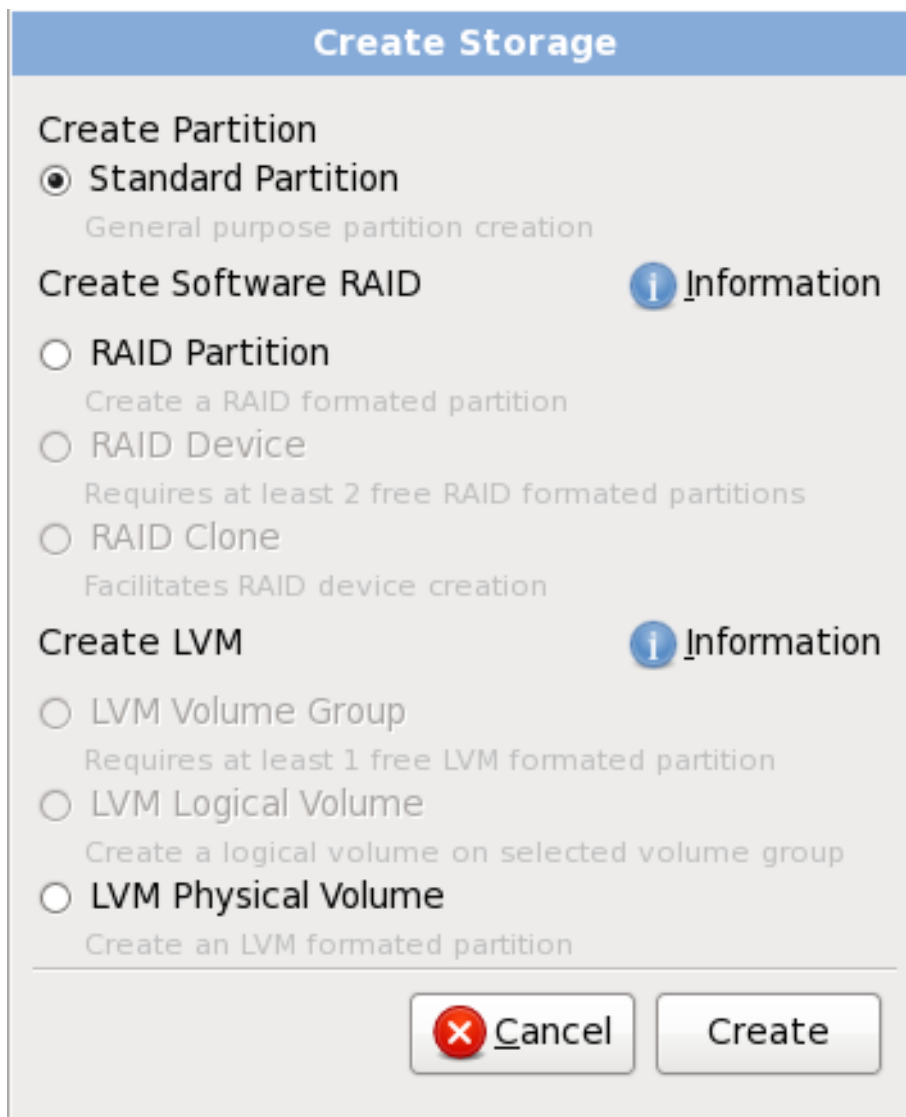 Create Storage
Create Partition
Standard Partition
General purpose partition creation
Create Software RAID
Information
RAID Partition
Create a RAID formated partition
RAID Device
Requires at least 2 free RAID formated partitions
RAID Clone
Facilitates RAID device creation
Create LVM
Information
LVM Volume Group
Requires at least 1 free LVM formated partition
LVM Logical Volume
Create a logical volume on selected volume group
LVM Physical Volume
Create an LVM formated partition
Cancel
Create